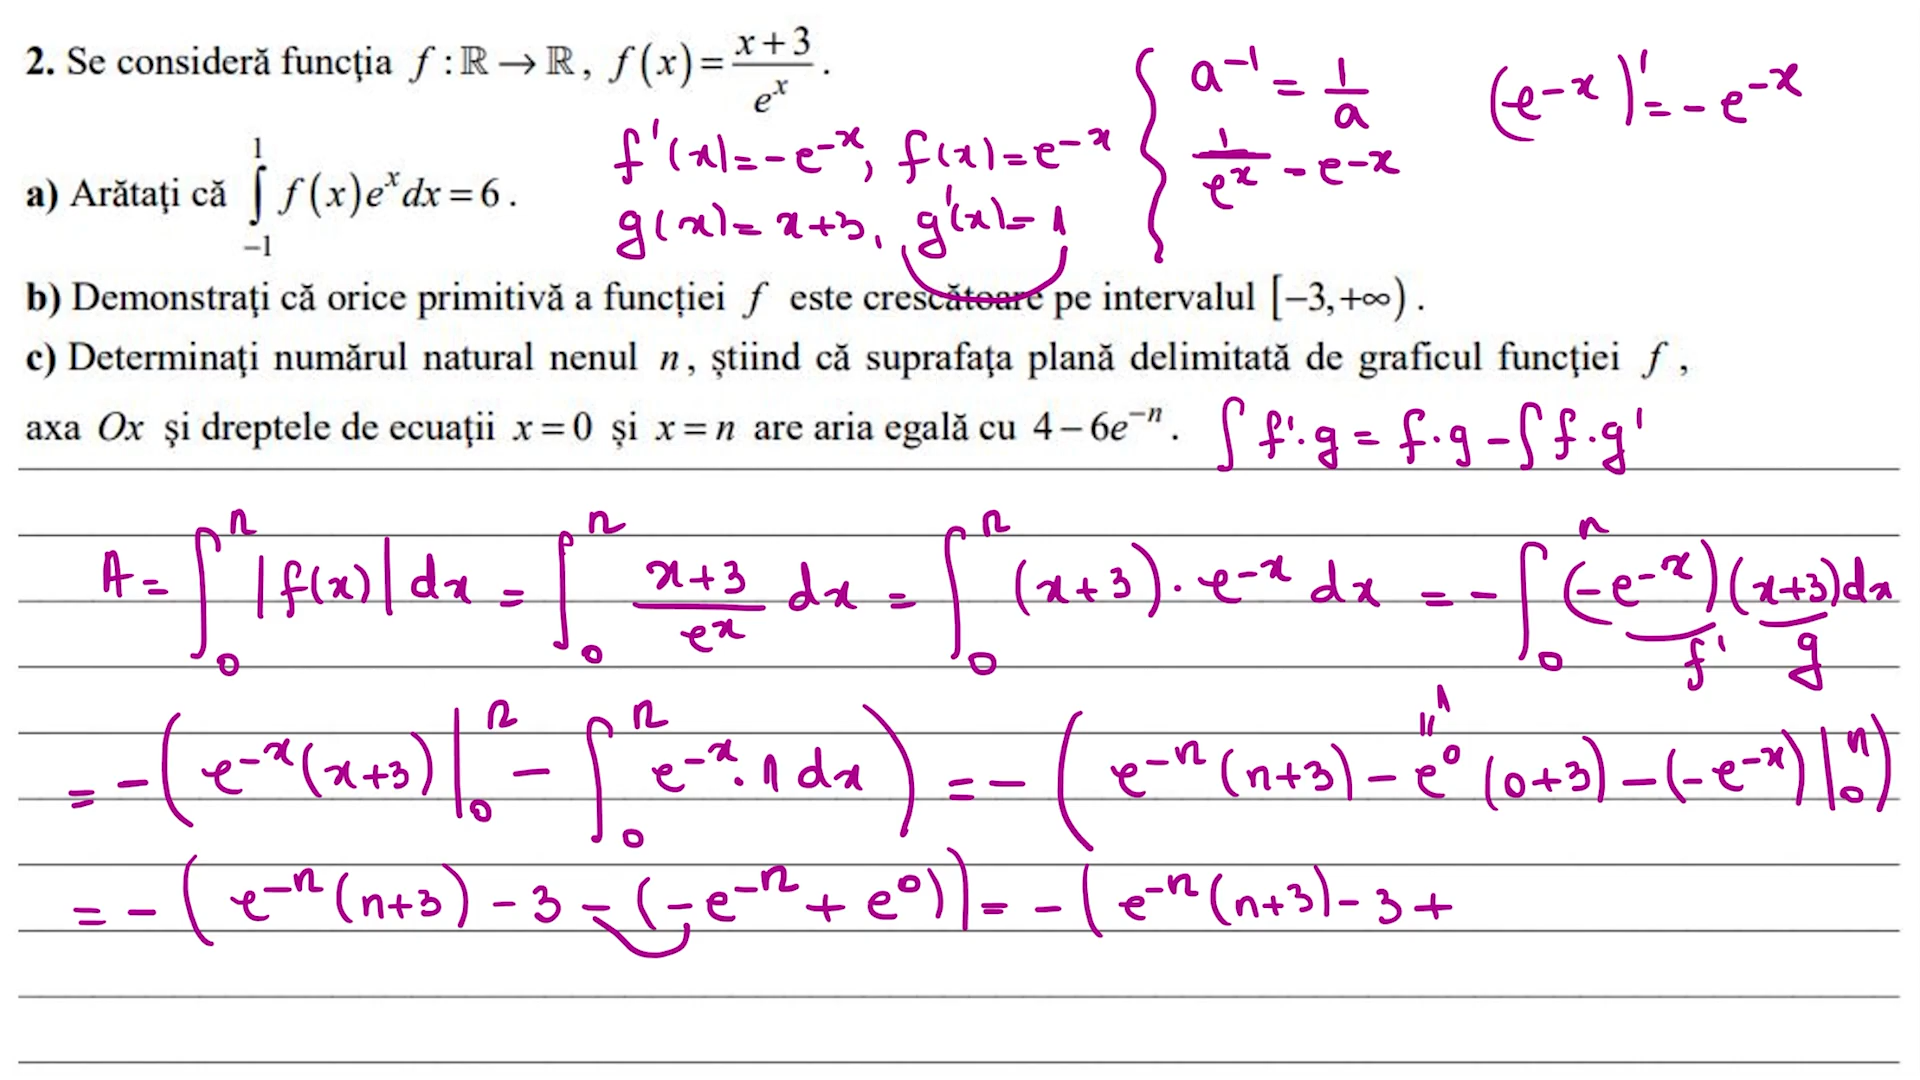 2. Se consideră funcția f : ℝ → ℝ, f(x) = (x+3)/e^x .
a^-1 = 1/a
(e^-x)' = -e^-x
f'(x) = -e^-x, f(x) = e^-x
1/e^x - e^-x
a) Arătați că ∫_{-1}^{1} f(x)e^x dx = 6 .
g(x) = x+3, g'(x) = 1
b) Demonstrați că orice primitivă a funcției f este crescătoare pe intervalul [−3,+∞) .
c) Determinați numărul natural nenul n, știind că suprafața plană delimitată de graficul funcției f ,
axa Ox și dreptele de ecuații x = 0 și x = n are aria egală cu 4 − 6e^−n .
∫ f'·g = f·g - ∫ f·g'
A = ∫_0^n |f(x)| dx = ∫_0^n (x+3)/e^x dx = ∫_0^n (x+3)·e^-x dx = - ∫_0^n (-e^-x)(x+3)dx
f' g
= -( e^-x(x+3)|_0^n - ∫_0^n e^-x·1 dx ) = -( e^-n(n+3) - e^0 (0+3) - (-e^-x)|_0^n )
" 1
= -( e^-n(n+3) - 3 - (-e^-n + e^0) ) = -( e^-n(n+3) - 3 +